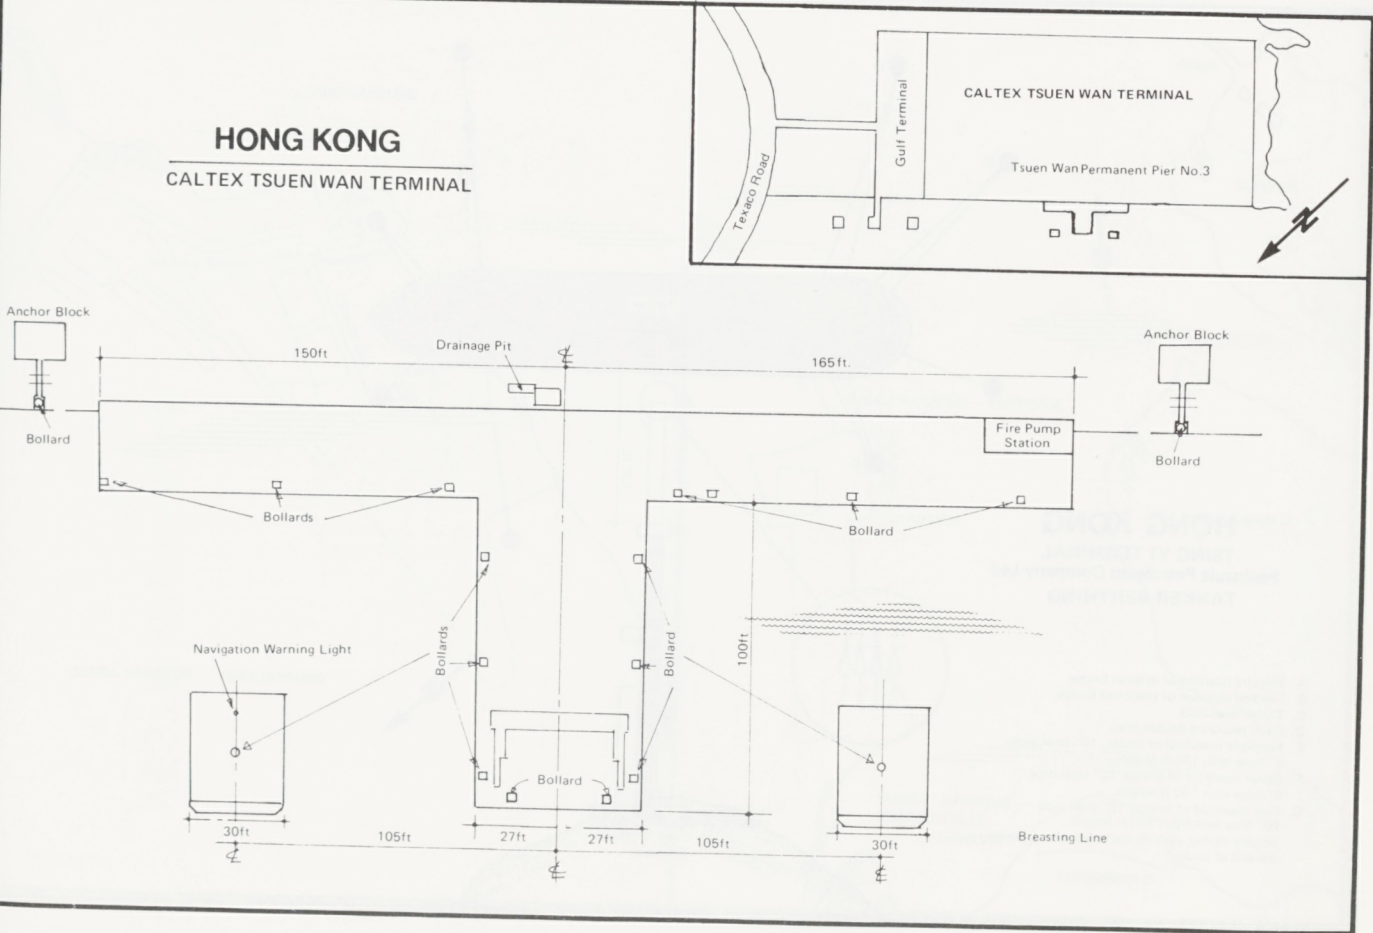 HONG KONG
CALTEX TSUEN WAN TERMINAL
Texaco Road
Gulf Terminal
CALTEX TSUEN WAN TERMINAL
Tsuen Wan Permanent Pier No.3
N
Anchor Block
Bollard
150ft
Drainage Pit
℄
165ft.
Anchor Block
Bollard
Fire Pump
Station
Bollards
Bollard
Navigation Warning Light
Bollards
Bollard
100ft
Bollard
30ft
105ft
27ft
27ft
105ft
30ft
Breasting Line
℄
℄
℄